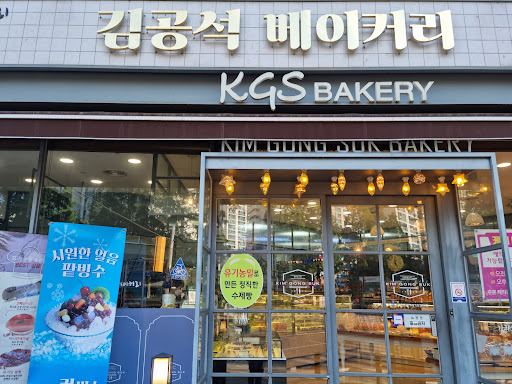 김공석 베이커리
KGS BAKERY
KIM GONG SUK BAKERY
시원한 얼음
팥빙수
유기농밀로
만든 정직한
수제빵
KIM GONG SUK
KIM GONG SUK